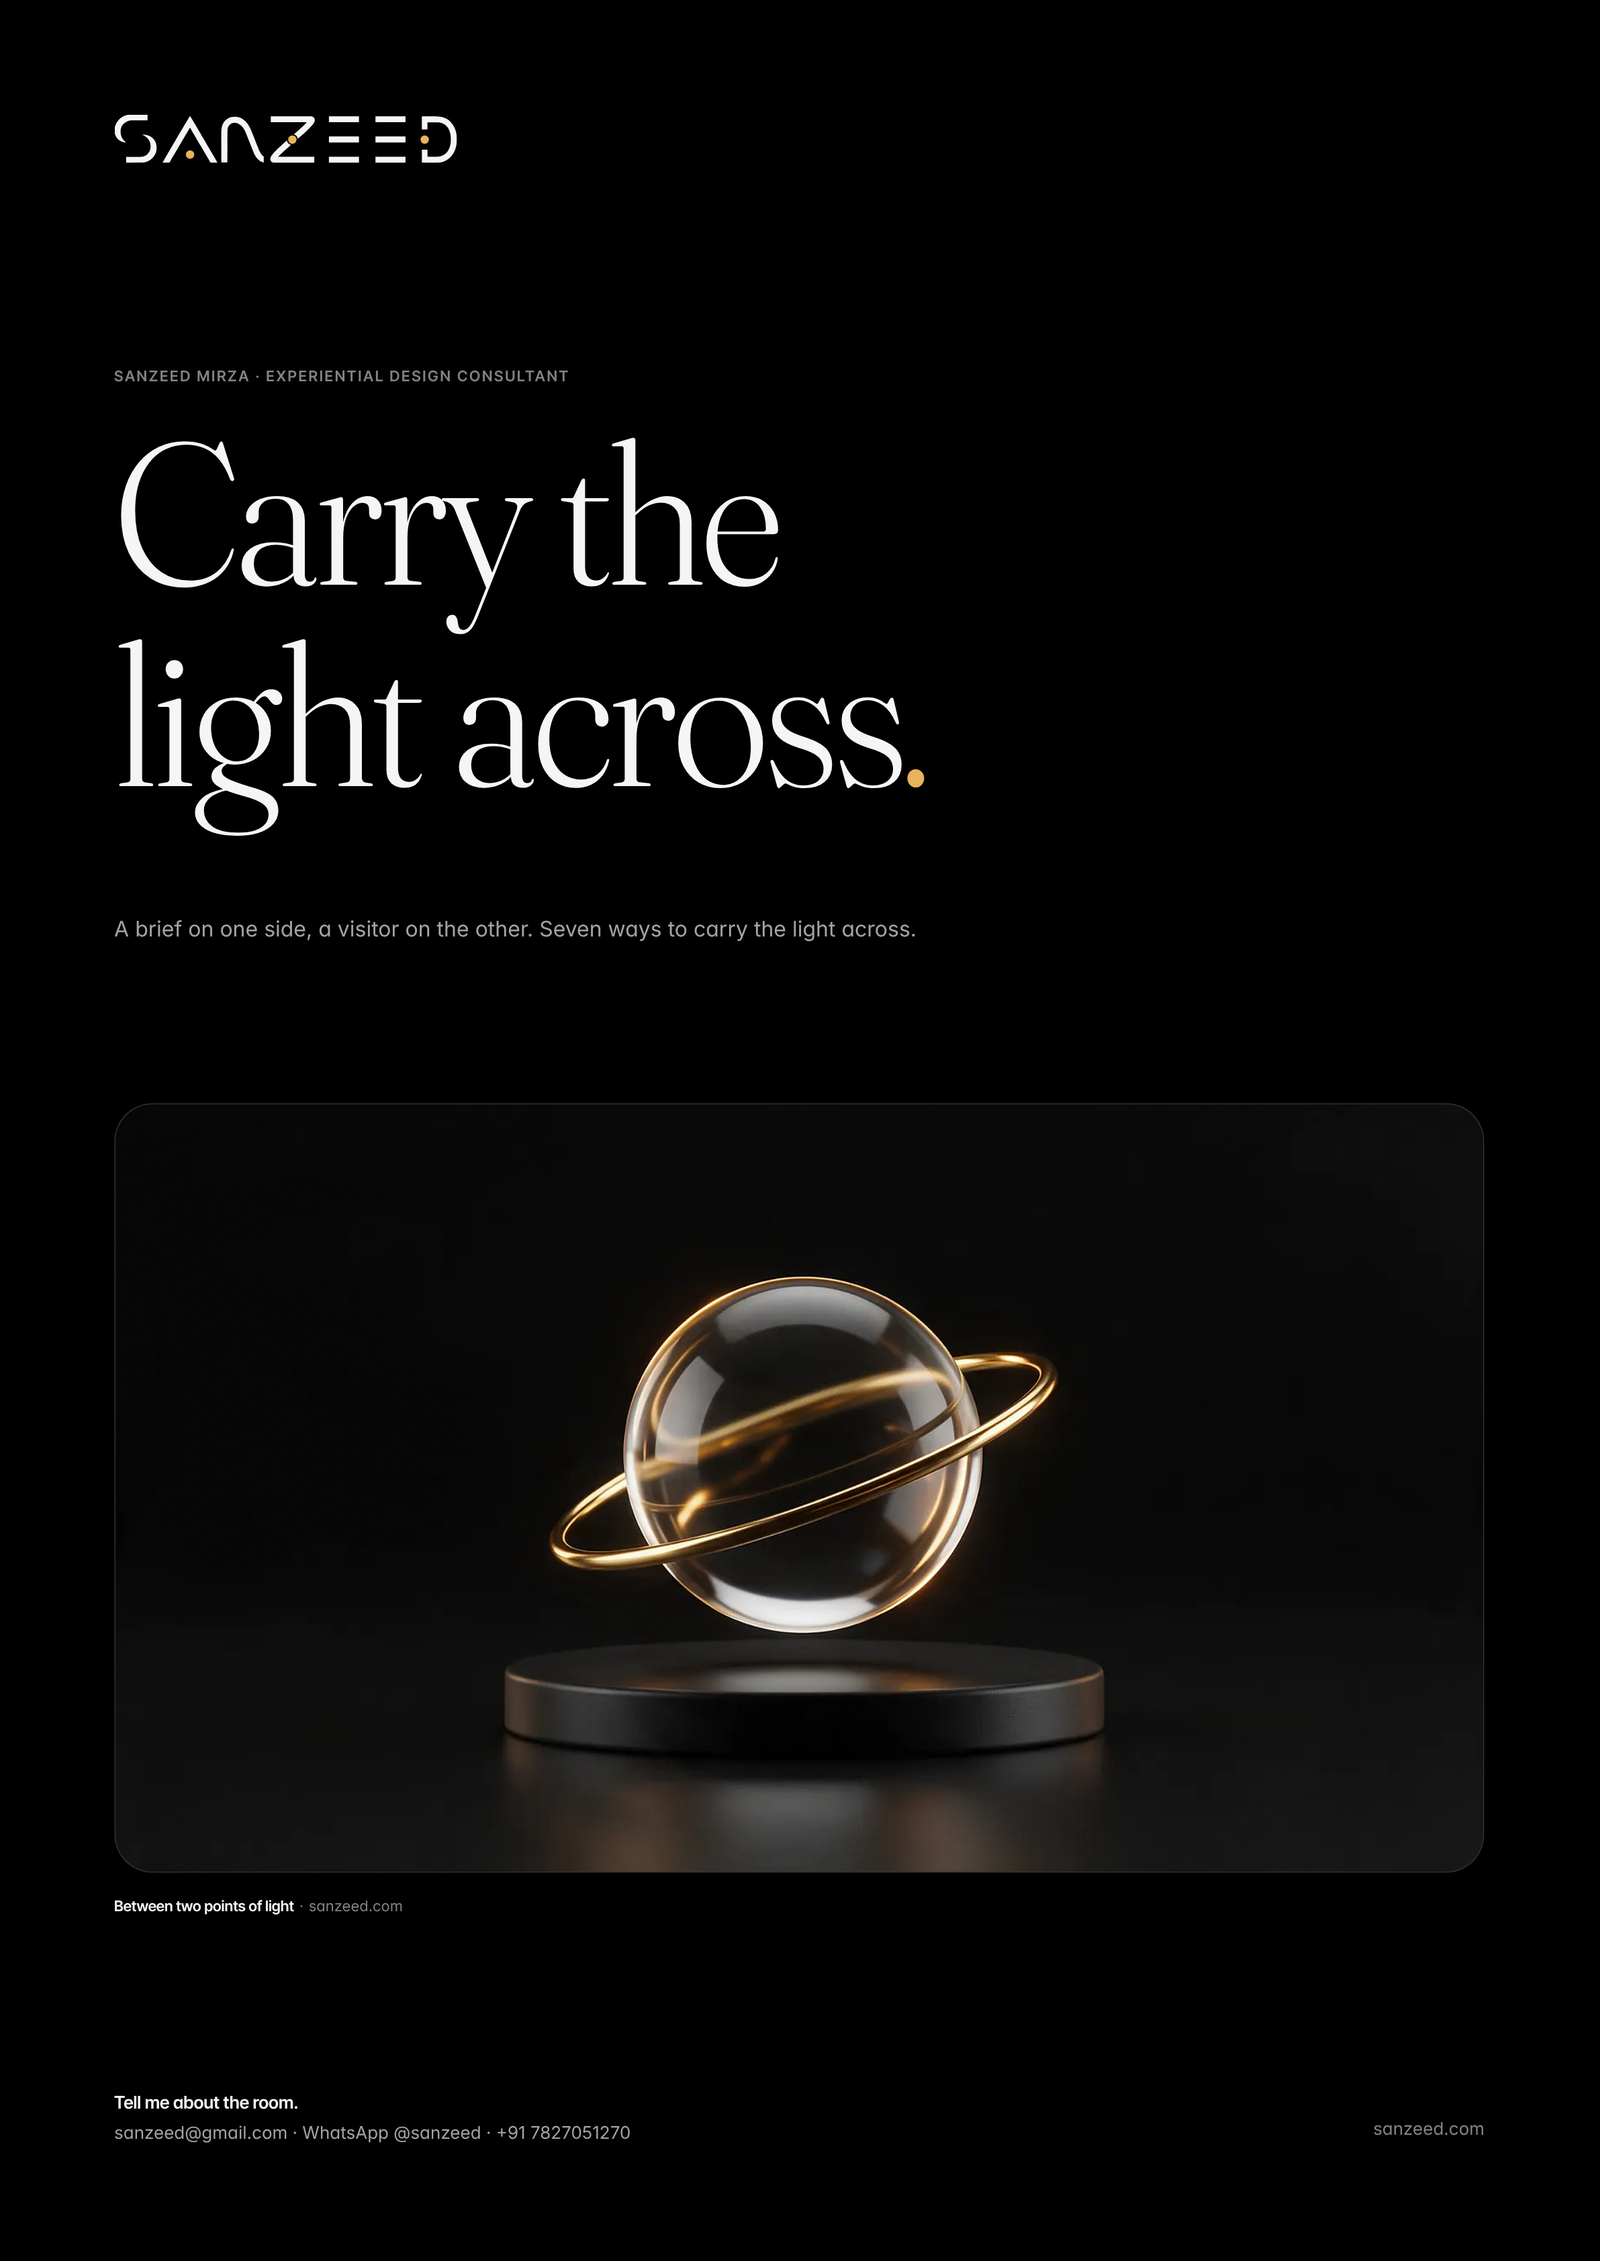 SANZEED
SANZEED MIRZA · EXPERIENTIAL DESIGN CONSULTANT
Carry the
light across.
A brief on one side, a visitor on the other. Seven ways to carry the light across.
Between two points of light · sanzeed.com
Tell me about the room.
sanzeed@gmail.com · WhatsApp @sanzeed · +91 7827051270
sanzeed.com